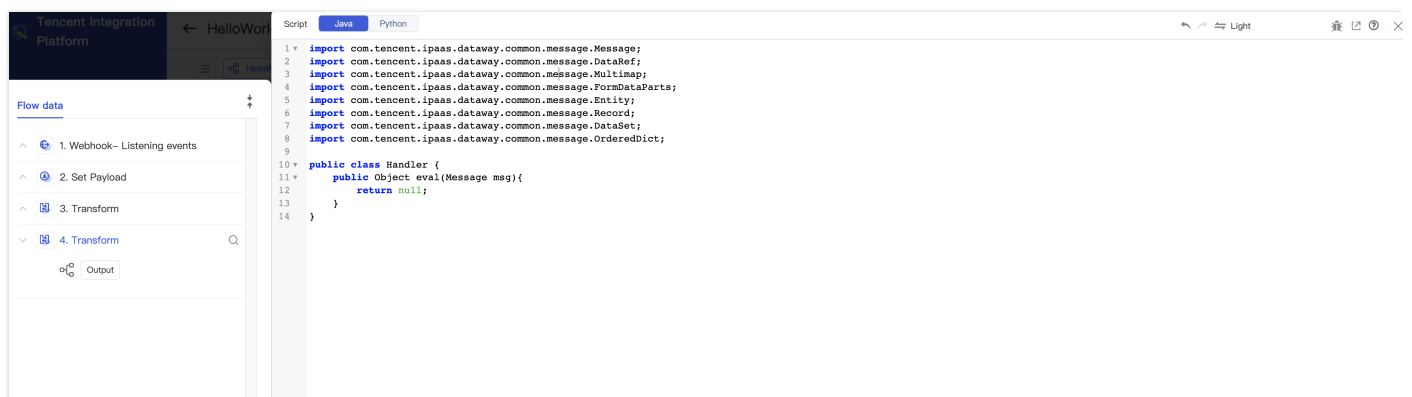 Tencent Integration
Platform
← HelloWorl
HelloW
Flow data
1. Webhook- Listening events
2. Set Payload
3. Transform
4. Transform
Output
Script Java Python
Light
1 import com.tencent.ipaas.dataway.common.message.Message;
2 import com.tencent.ipaas.dataway.common.message.DataRef;
3 import com.tencent.ipaas.dataway.common.message.Multimap;
4 import com.tencent.ipaas.dataway.common.message.FormDataParts;
5 import com.tencent.ipaas.dataway.common.message.Entity;
6 import com.tencent.ipaas.dataway.common.message.Record;
7 import com.tencent.ipaas.dataway.common.message.DataSet;
8 import com.tencent.ipaas.dataway.common.message.OrderedDict;
9
10 public class Handler {
11     public Object eval(Message msg){
12         return null;
13     }
14 }